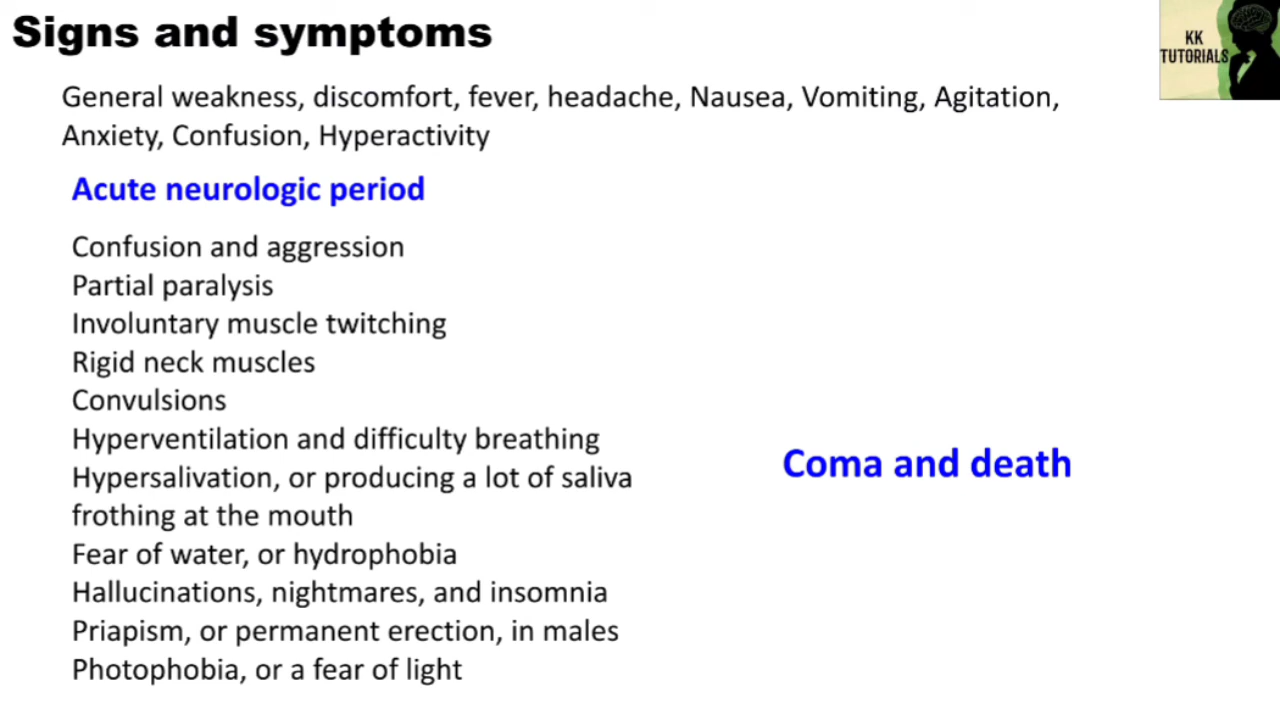 Signs and symptoms
KK
TUTORIALS
General weakness, discomfort, fever, headache, Nausea, Vomiting, Agitation,
Anxiety, Confusion, Hyperactivity
Acute neurologic period
Confusion and aggression
Partial paralysis
Involuntary muscle twitching
Rigid neck muscles
Convulsions
Hyperventilation and difficulty breathing
Hypersalivation, or producing a lot of saliva
frothing at the mouth
Fear of water, or hydrophobia
Hallucinations, nightmares, and insomnia
Priapism, or permanent erection, in males
Photophobia, or a fear of light
Coma and death